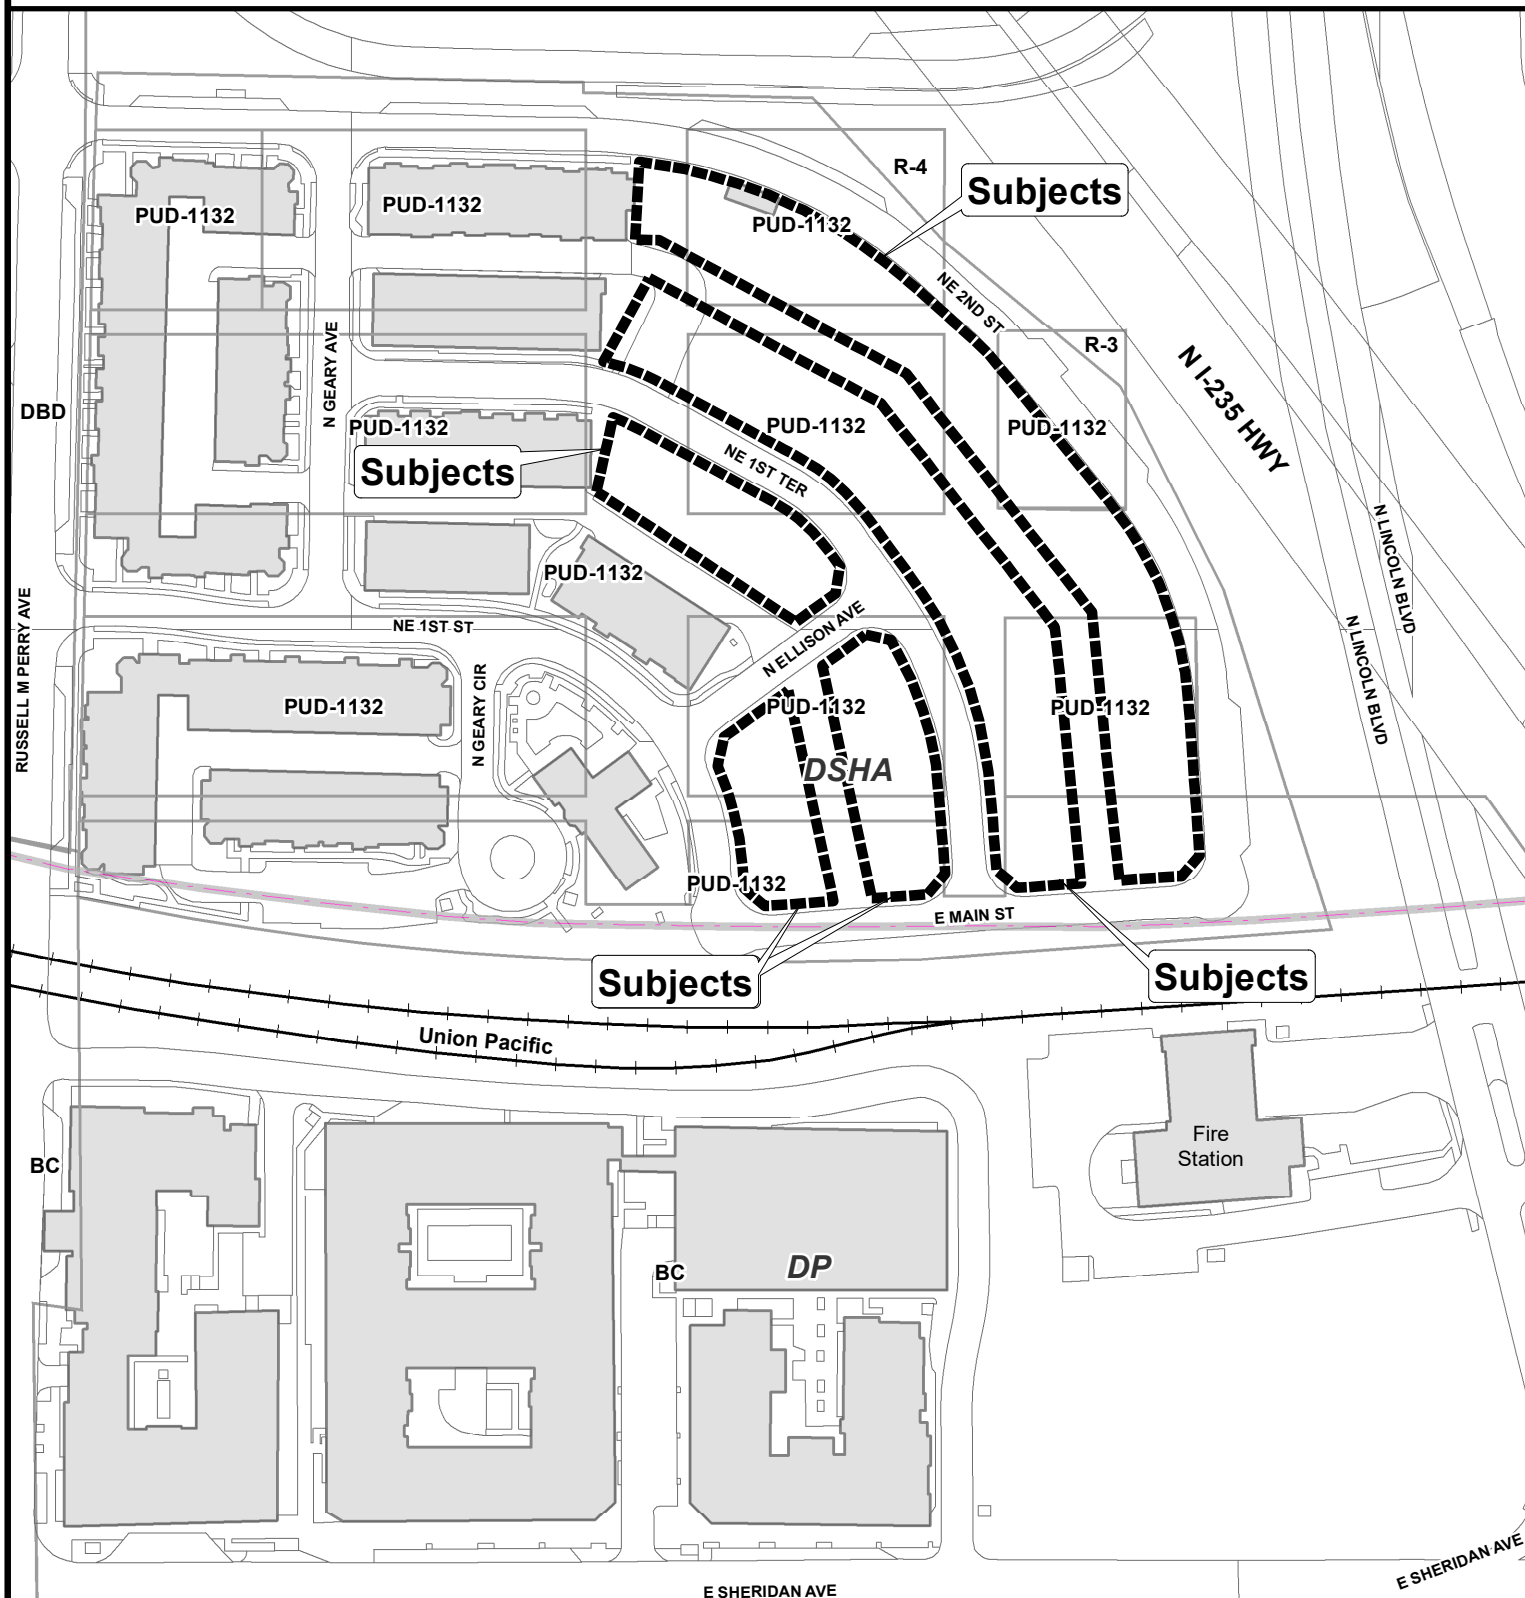 R-4
Subjects
PUD-1132
PUD-1132
PUD-1132
NE 2ND ST
R-3
N I-235 HWY
N GEARY AVE
DBD
PUD-1132
PUD-1132
PUD-1132
Subjects
NE 1ST TER
N LINCOLN BLVD
PUD-1132
N ELLISON AVE
NE 1ST ST
RUSSELL M PERRY AVE
N GEARY CIR
PUD-1132
PUD-1132
PUD-1132
N LINCOLN BLVD
DSHA
PUD-1132
E MAIN ST
Subjects
Subjects
Union Pacific
Fire
Station
BC
BC
DP
E SHERIDAN AVE
E SHERIDAN AVE